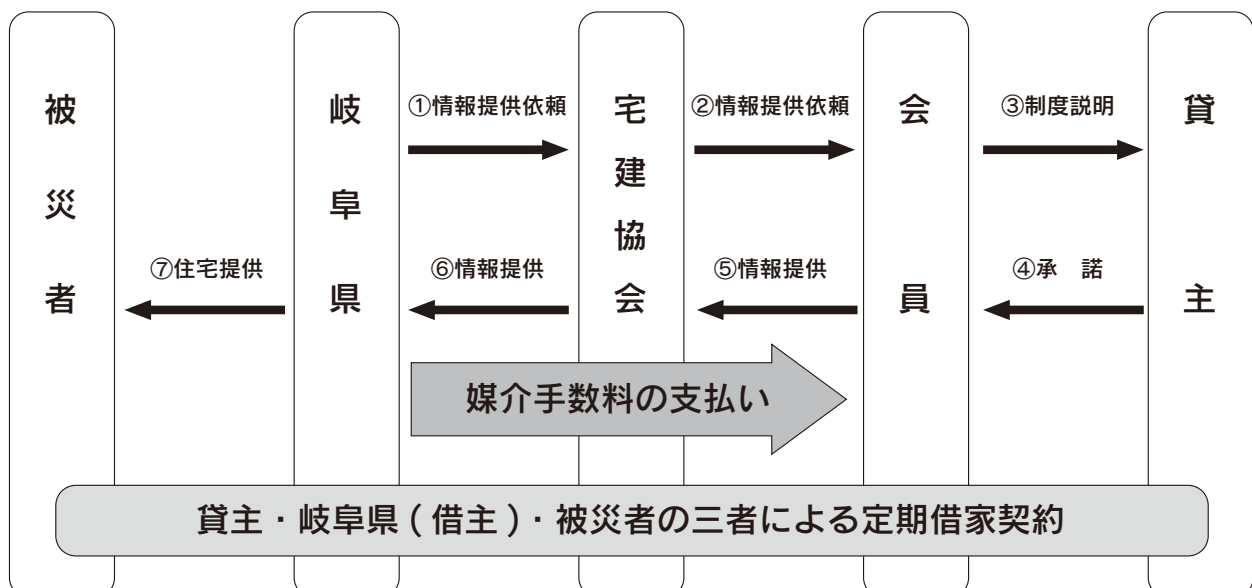 被災者
岐阜県
宅建協会
会員
貸主
①情報提供依頼
②情報提供依頼
③制度説明
⑦住宅提供
⑥情報提供
⑤情報提供
④承　諾
媒介手数料の支払い
貸主・岐阜県 ( 借主 )・被災者の三者による定期借家契約